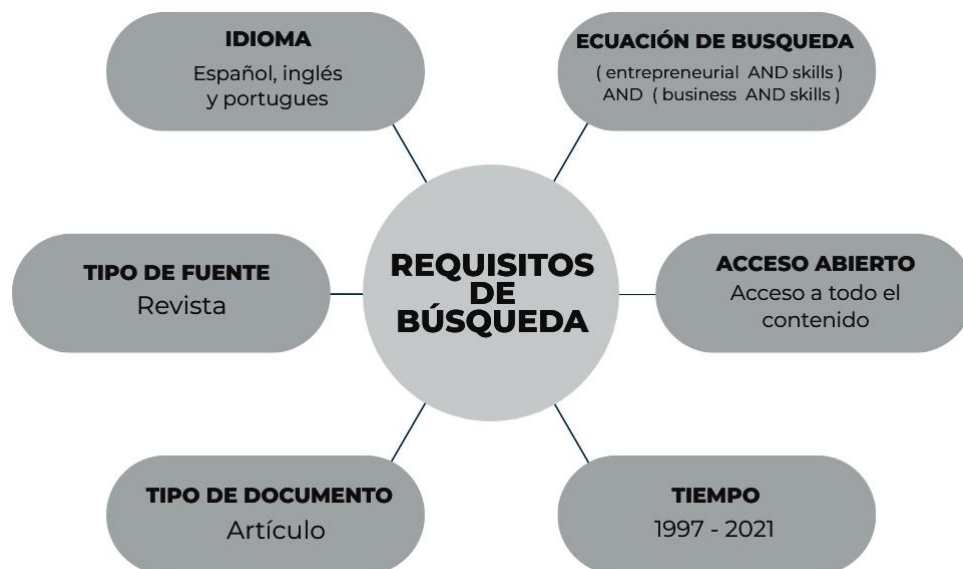 IDIOMA
Español, inglés
y portugues
ECUACIÓN DE BUSQUEDA
( entrepreneurial AND skills )
AND ( business AND skills )
TIPO DE FUENTE
Revista
REQUISITOS
DE
BÚSQUEDA
ACCESO ABIERTO
Acceso a todo el
contenido
TIPO DE DOCUMENTO
Artículo
TIEMPO
1997 - 2021